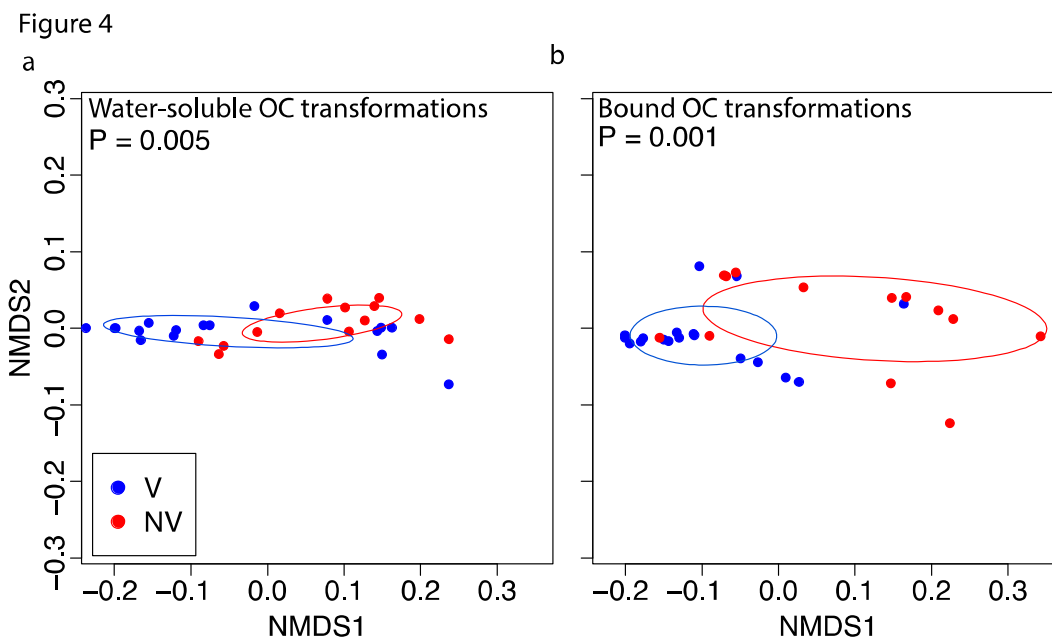 Figure 4
a
b
Water-soluble OC transformations
P = 0.005
Bound OC transformations
P = 0.001
0.3
0.2
0.1
0.0
−0.1
−0.2
−0.3
NMDS2
V
NV
−0.2 −0.1 0.0 0.1 0.2 0.3
−0.2 −0.1 0.0 0.1 0.2 0.3
NMDS1
NMDS1